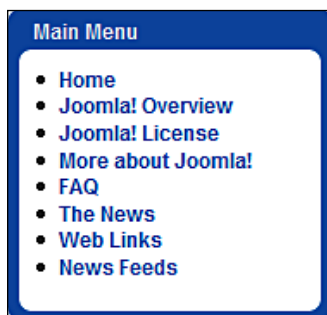 Main Menu
Home
Joomla! Overview
Joomla! License
More about Joomla!
FAQ
The News
Web Links
News Feeds